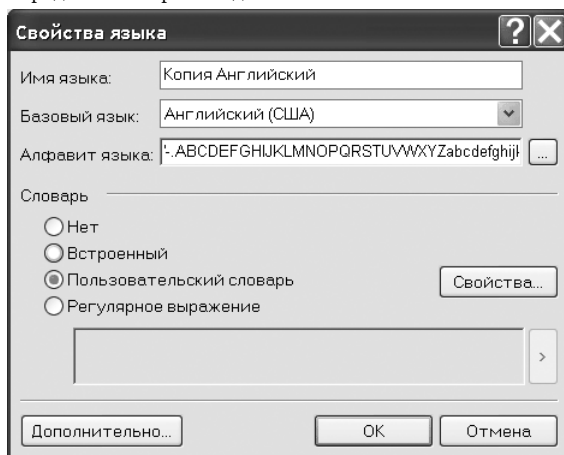 Свойства языка
Имя языка: Копия Английский
Базовый язык: Английский (США)
Алфавит языка: '-.ABCDEFGHIJKLMNOPQRSTUVWXYZabcdefghijk ...
Словарь
Нет
Встроенный
Пользовательский словарь Свойства...
Регулярное выражение
>
Дополнительно... ОК Отмена